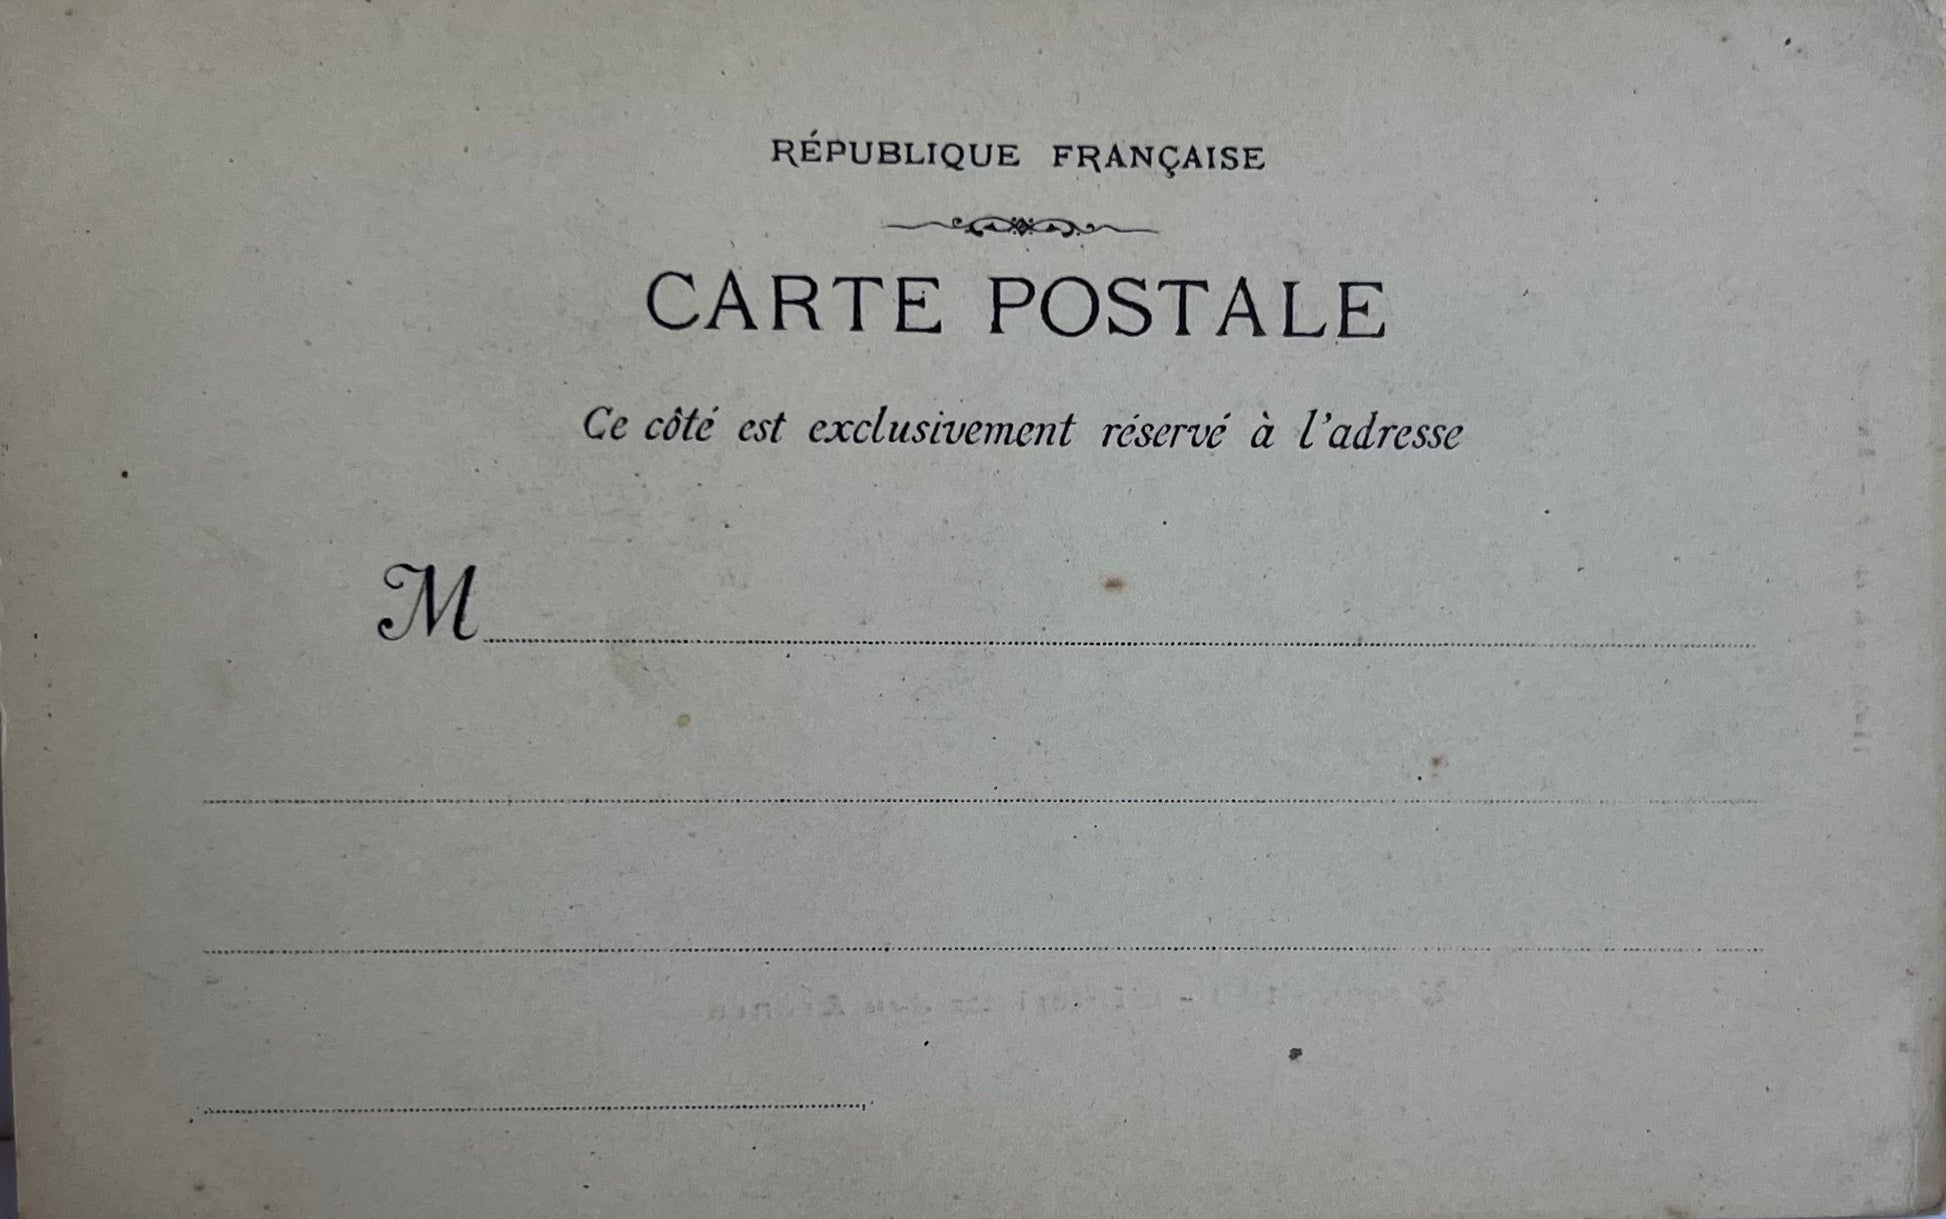 RÉPUBLIQUE FRANÇAISE
CARTE POSTALE
Ce côté est exclusivement réservé à l'adresse
M